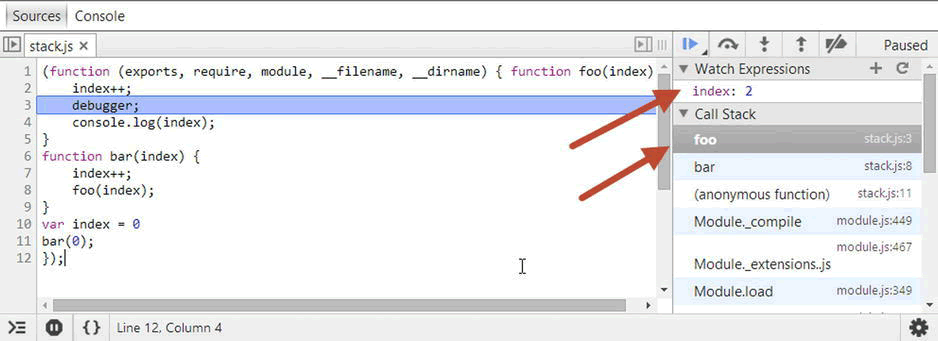 Sources Console
stack.js ×
Paused
1 (function (exports, require, module, __filename, __dirname) { function foo(index)
2 index++;
3 debugger;
4 console.log(index);
5 }
6 function bar(index) {
7 index++;
8 foo(index);
9 }
10 var index = 0
11 bar(0);
12 });
Watch Expressions
index: 2
Call Stack
foo stack.js:3
bar stack.js:8
(anonymous function) stack.js:11
Module._compile module.js:449
module.js:467
Module._extensions..js
Module.load module.js:349
{} Line 12, Column 4